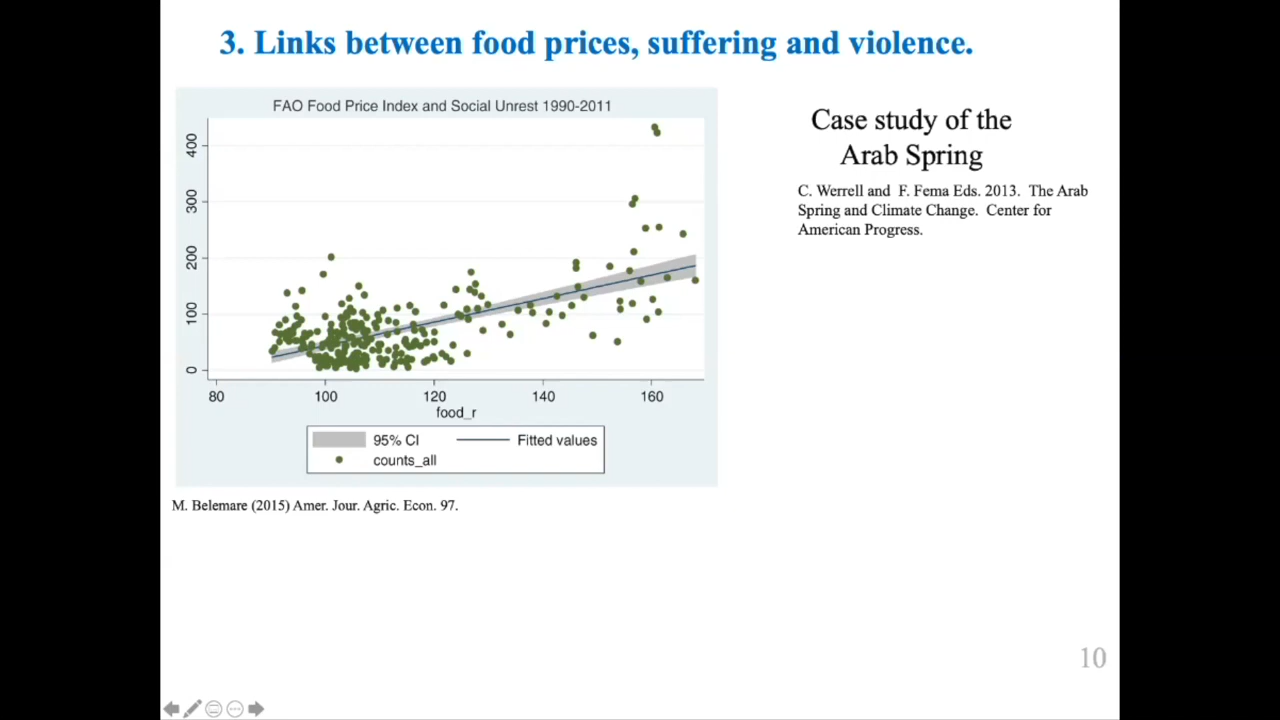 3. Links between food prices, suffering and violence.
FAO Food Price Index and Social Unrest 1990-2011
400
300
200
100
0
80 100 120 140 160
food_r
95% CI Fitted values
counts_all
M. Belemare (2015) Amer. Jour. Agric. Econ. 97.
Case study of the
Arab Spring
C. Werrell and F. Fema Eds. 2013. The Arab
Spring and Climate Change. Center for
American Progress.
10